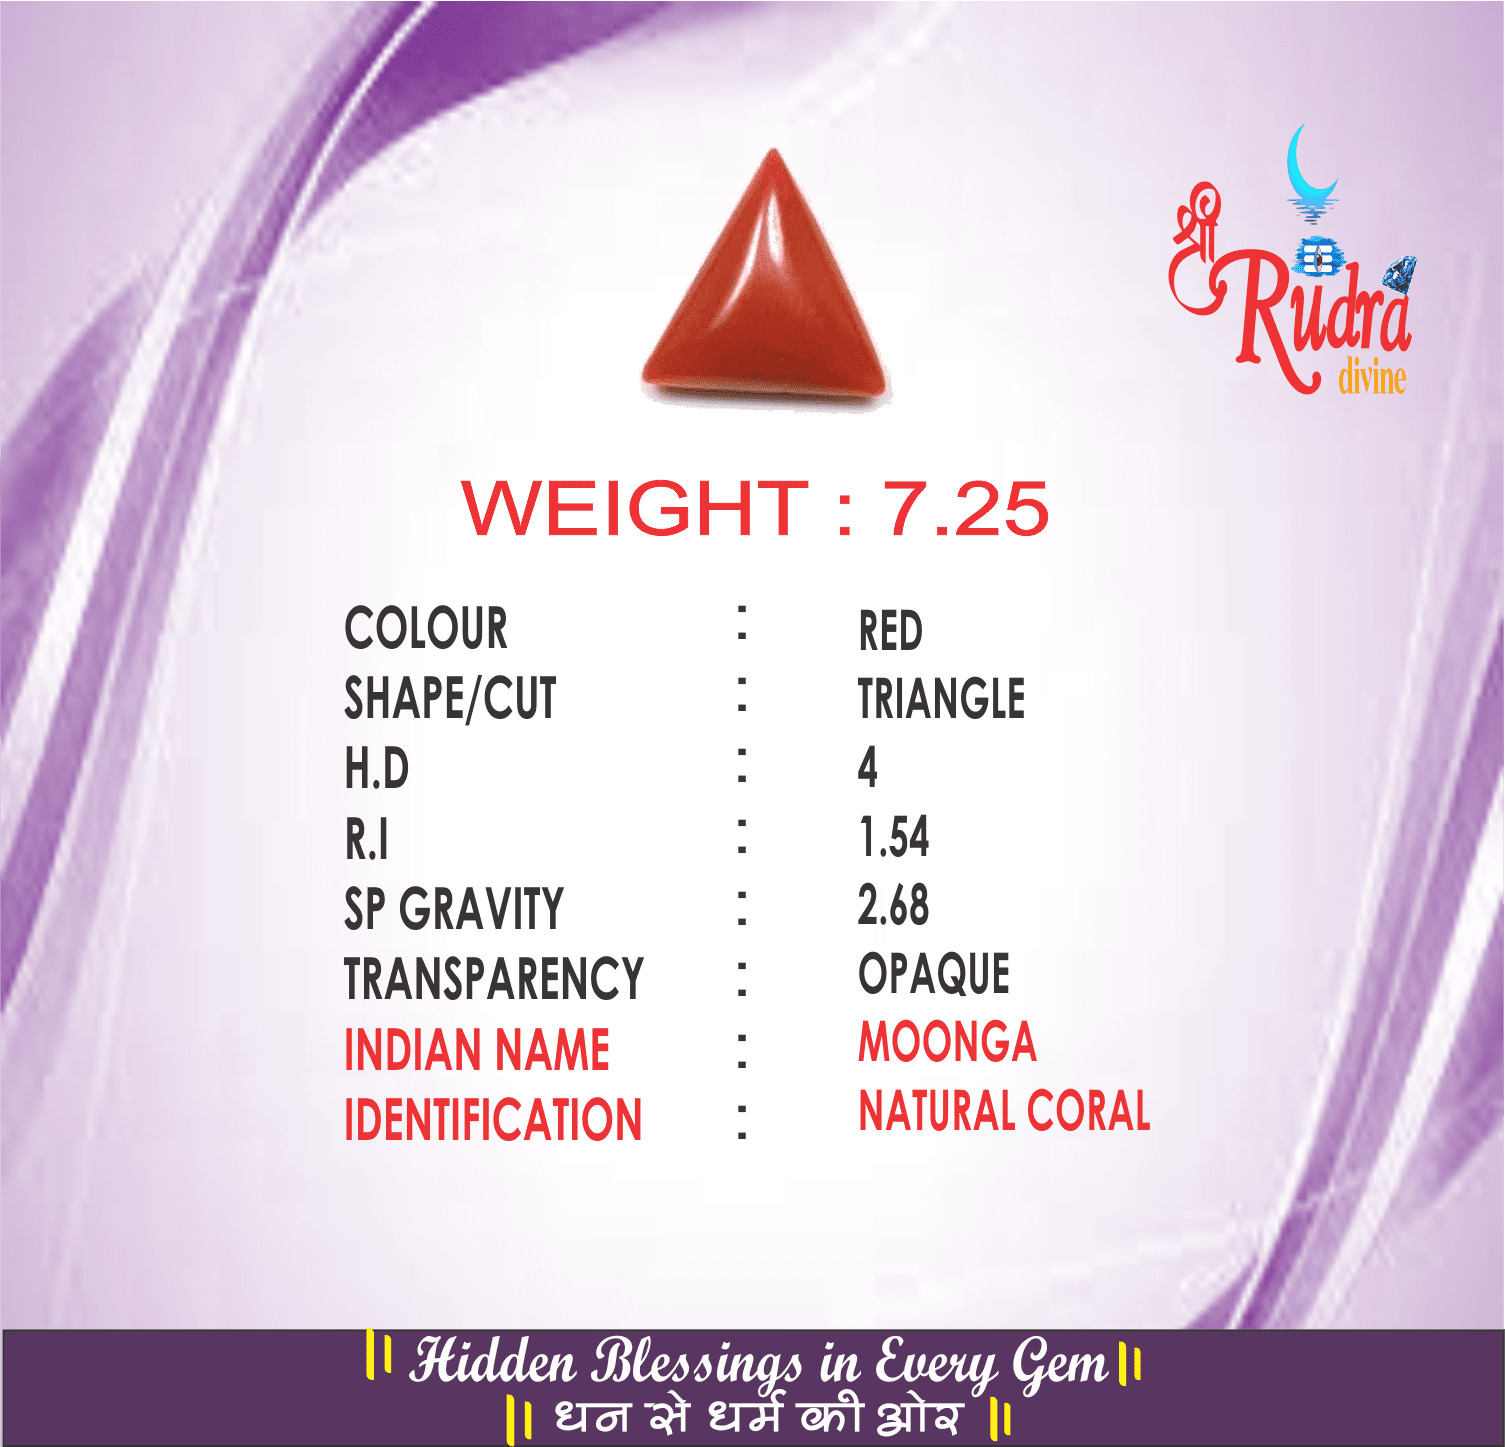 श्री
Rudra
divine
WEIGHT : 7.25
COLOUR : RED
SHAPE/CUT : TRIANGLE
H.D : 4
R.I : 1.54
SP GRAVITY : 2.68
TRANSPARENCY : OPAQUE
INDIAN NAME : MOONGA
IDENTIFICATION : NATURAL CORAL
॥ Hidden Blessings in Every Gem ॥
॥ धन से धर्म की ओर ॥